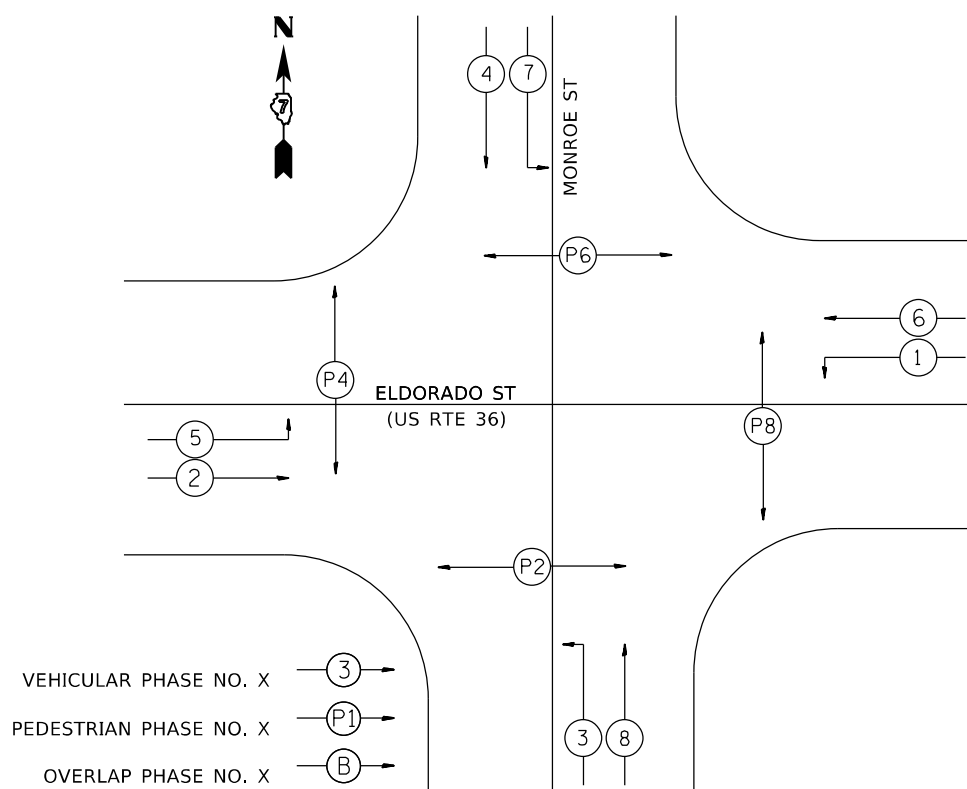 N
7
4
7
MONROE ST
P6
6
1
P4
ELDORADO ST
(US RTE 36)
P8
5
2
P2
3
8
VEHICULAR PHASE NO. X
3
PEDESTRIAN PHASE NO. X
P1
OVERLAP PHASE NO. X
B